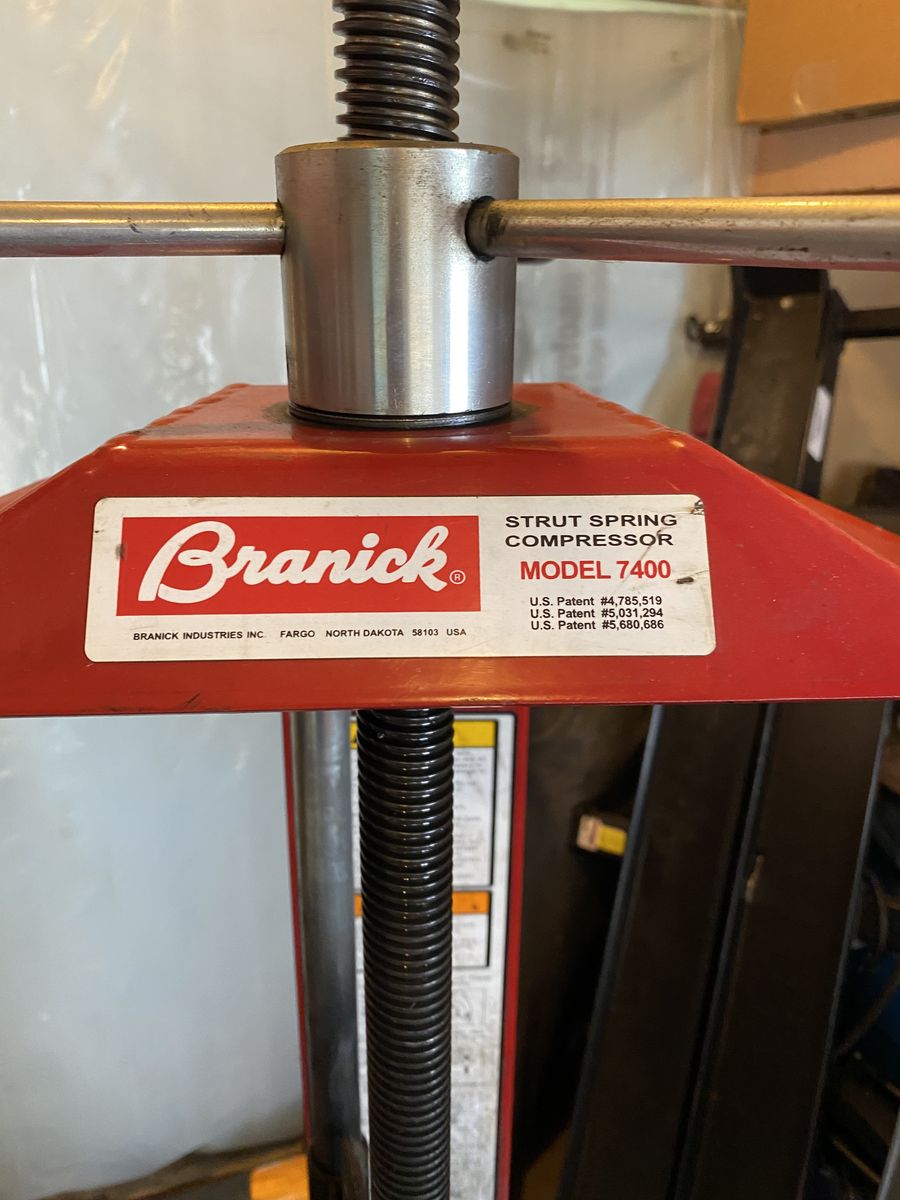 Branick®
STRUT SPRING
COMPRESSOR
MODEL 7400
U.S. Patent #4,785,519
U.S. Patent #5,031,294
U.S. Patent #5,680,686
BRANICK INDUSTRIES INC. FARGO NORTH DAKOTA 58103 USA